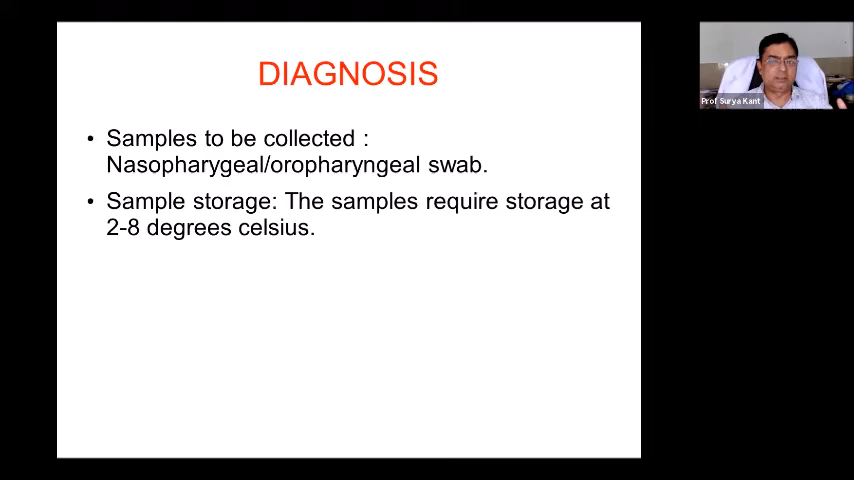 DIAGNOSIS
• Samples to be collected :
Nasopharygeal/oropharyngeal swab.
• Sample storage: The samples require storage at
2-8 degrees celsius.
Prof Surya Kant